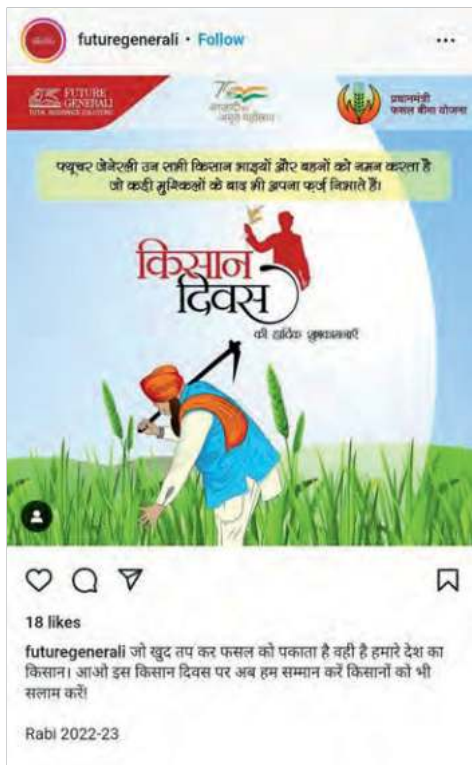 futuregenerali • Follow
FUTURE
GENERALI
TOTAL INSURANCE SOLUTIONS
आज़ादी का
अमृत महोत्सव
प्रधानमंत्री
फसल बीमा योजना
फ्यूचर जेनेरली उन सभी किसान भाइयों और बहनों को नमन करता है
जो कड़ी मुश्किलों के बाद भी अपना फर्ज़ निभाते हैं।
किसान
दिवस
की हार्दिक शुभकामनाएँ
18 likes
futuregenerali जो खुद तप कर फसल को पकाता है वही है हमारे देश का
किसान। आओ इस किसान दिवस पर अब हम सम्मान करें किसानों को भी
सलाम करें!
Rabi 2022-23